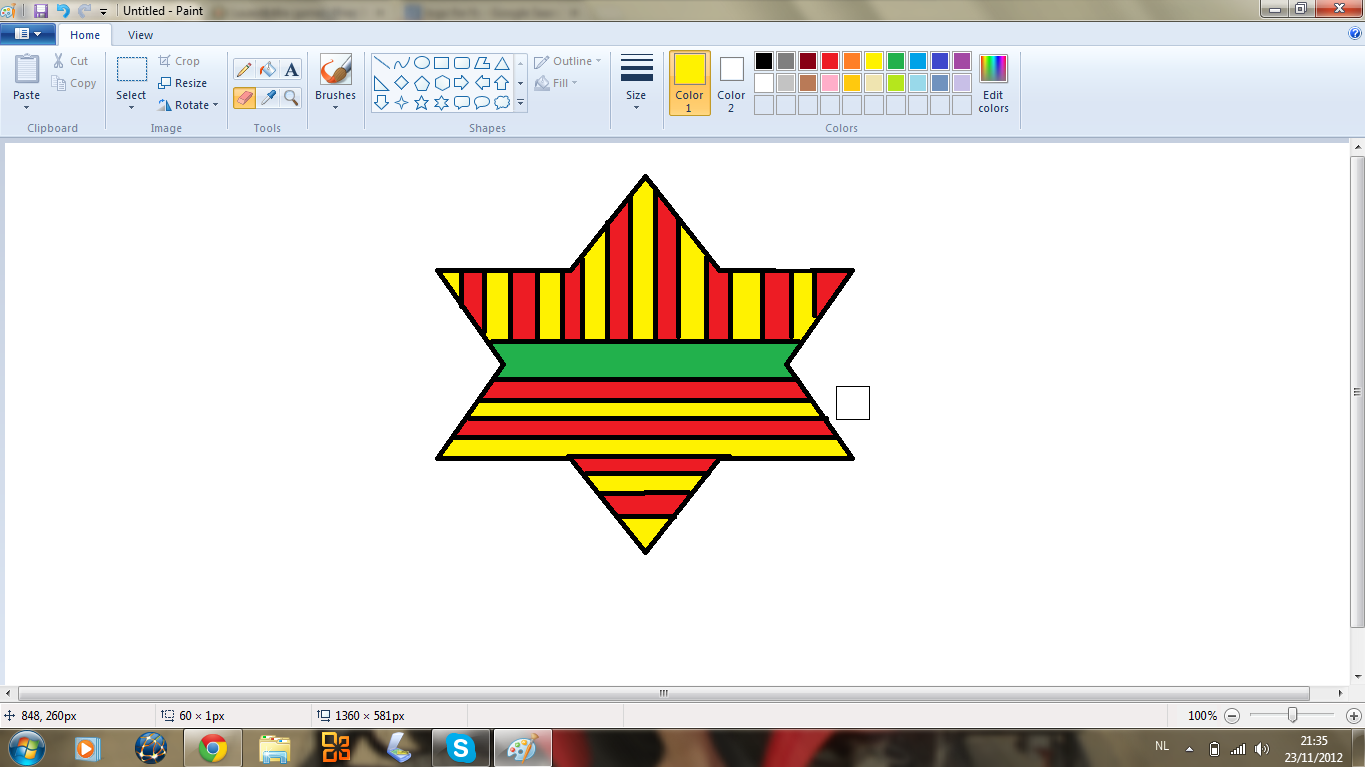 Untitled - Paint
Home View
Paste
Cut
Copy
Clipboard
Select
Crop
Resize
Rotate
Image
A
Tools
Brushes
Shapes
Outline
Fill
Size
Color 1
Color 2
Edit colors
Colors
848, 260px
60 × 1px
1360 × 581px
100%
NL
21:35
23/11/2012